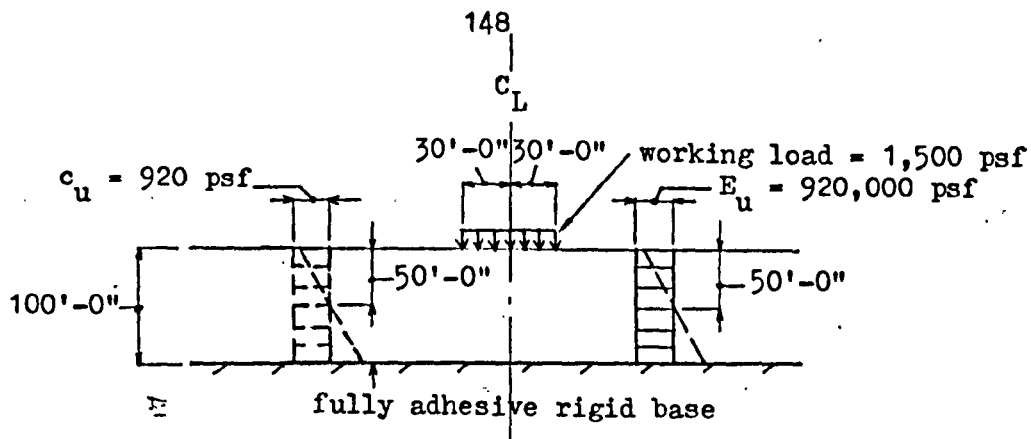 148
C_L
30'-0" 30'-0"
working load = 1,500 psf
c_u = 920 psf
E_u = 920,000 psf
50'-0"
50'-0"
100'-0"
fully adhesive rigid base